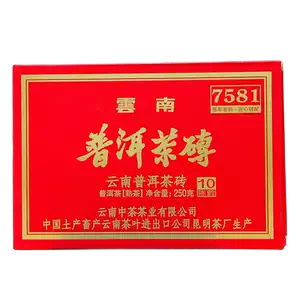 7581
雲南
普洱茶磚
云南普洱茶砖
10
普洱茶[熟茶] 净含量:250克
云南中茶茶业有限公司
中国土产畜产云南茶叶进出口公司昆明茶厂生产